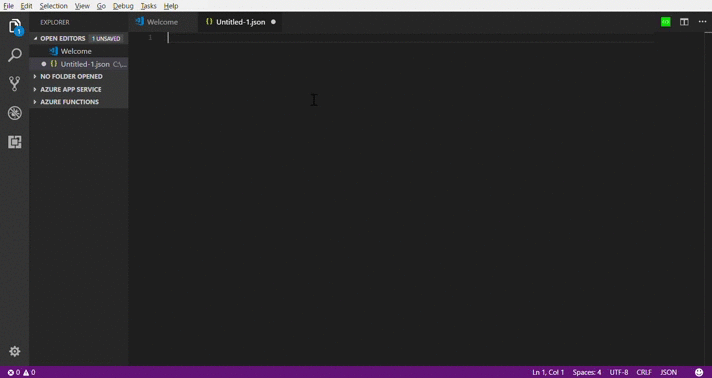 File Edit Selection View Go Debug Tasks Help
EXPLORER
Welcome
{} Untitled-1.json
OPEN EDITORS 1 UNSAVED
Welcome
{} Untitled-1.json C:\...
NO FOLDER OPENED
AZURE APP SERVICE
AZURE FUNCTIONS
1
1
0 0
Ln 1, Col 1 Spaces: 4 UTF-8 CRLF JSON